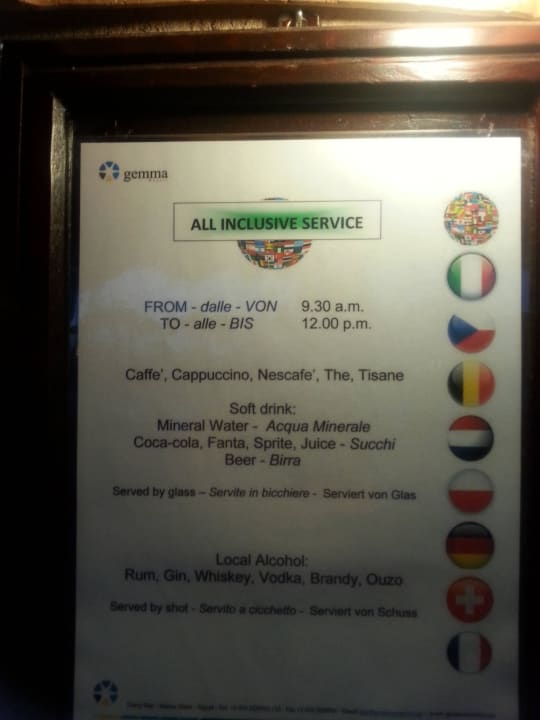 gemma
ALL INCLUSIVE SERVICE
FROM - dalle - VON 9.30 a.m.
TO - alle - BIS 12.00 p.m.
Caffe', Cappuccino, Nescafe', The, Tisane
Soft drink:
Mineral Water - Acqua Minerale
Coca-cola, Fanta, Sprite, Juice - Succhi
Beer - Birra
Served by glass – Servite in bicchiere - Serviert von Glas
Local Alcohol:
Rum, Gin, Whiskey, Vodka, Brandy, Ouzo
Served by shot - Servito a cicchetto - Serviert von Schuss